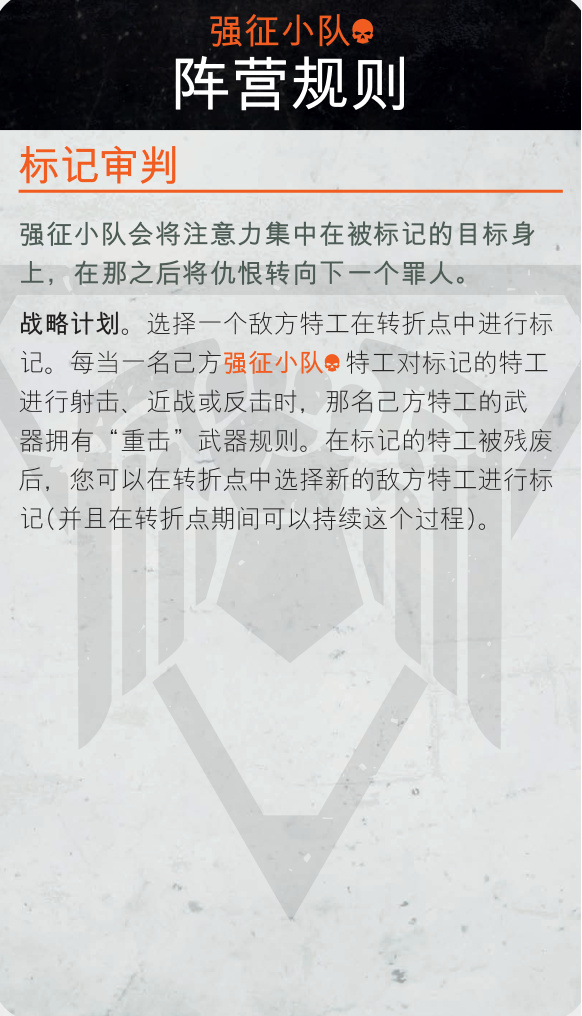 强征小队
阵营规则
标记审判
强征小队会将注意力集中在被标记的目标身
上，在那之后将仇恨转向下一个罪人。
战略计划。选择一个敌方特工在转折点中进行标
记。每当一名己方强征小队特工对标记的特工
进行射击、近战或反击时，那名己方特工的武
器拥有“重击”武器规则。在标记的特工被残废
后，您可以在转折点中选择新的敌方特工进行标
记(并且在转折点期间可以持续这个过程)。